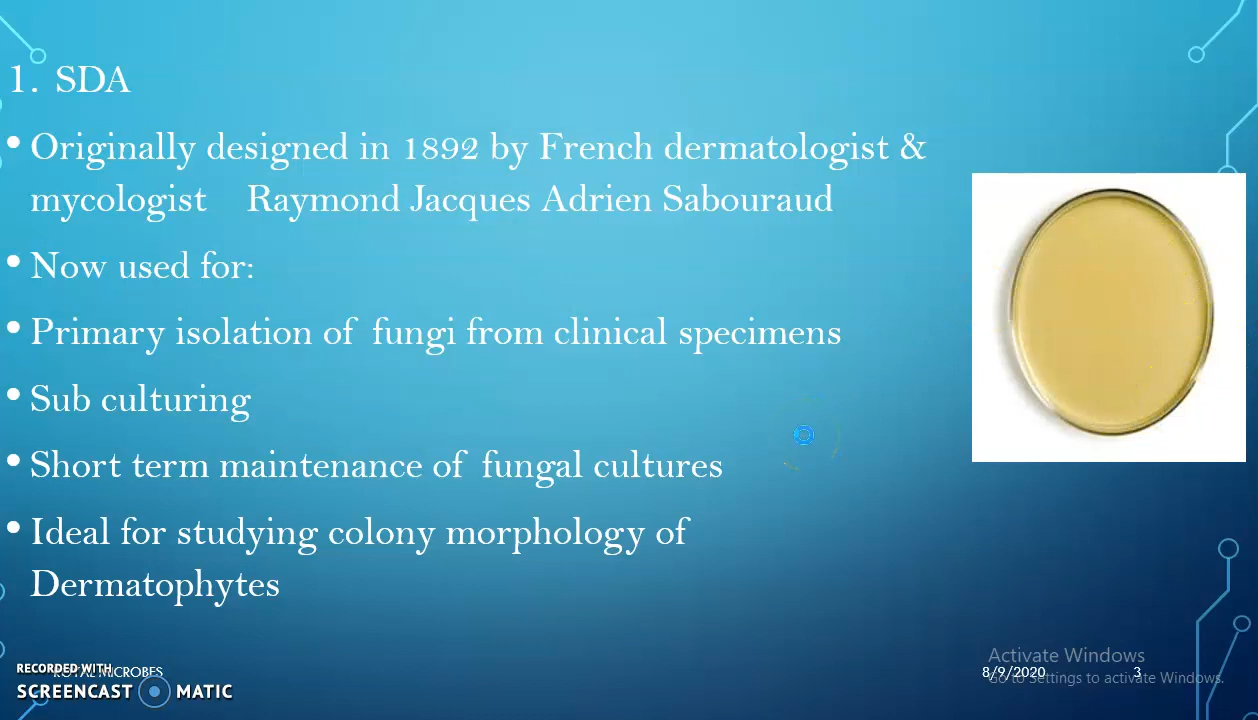 1. SDA
• Originally designed in 1892 by French dermatologist &
mycologist Raymond Jacques Adrien Sabouraud
• Now used for:
• Primary isolation of fungi from clinical specimens
• Sub culturing
• Short term maintenance of fungal cultures
• Ideal for studying colony morphology of
Dermatophytes
Activate Windows
Go to Settings to activate Windows.
RECORDED WITH
MICROBES
8/9/2020
3
SCREENCAST MATIC